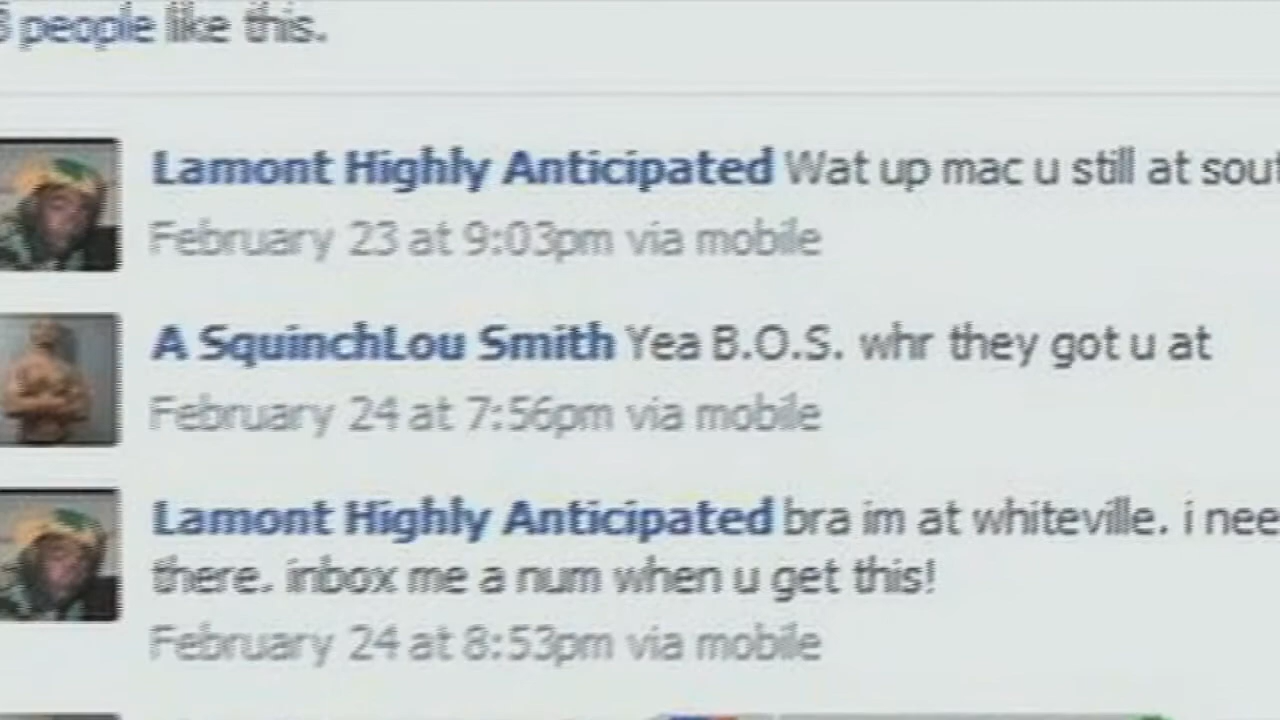 people like this.
Lamont Highly Anticipated Wat up mac u still at
February 23 at 9:03pm via mobile
A SquinchLou Smith Yea B.O.S. whr they got u at
February 24 at 7:56pm via mobile
Lamont Highly Anticipated bra im at whiteville. i
there. inbox me a num when u get this!
February 24 at 8:53pm via mobile